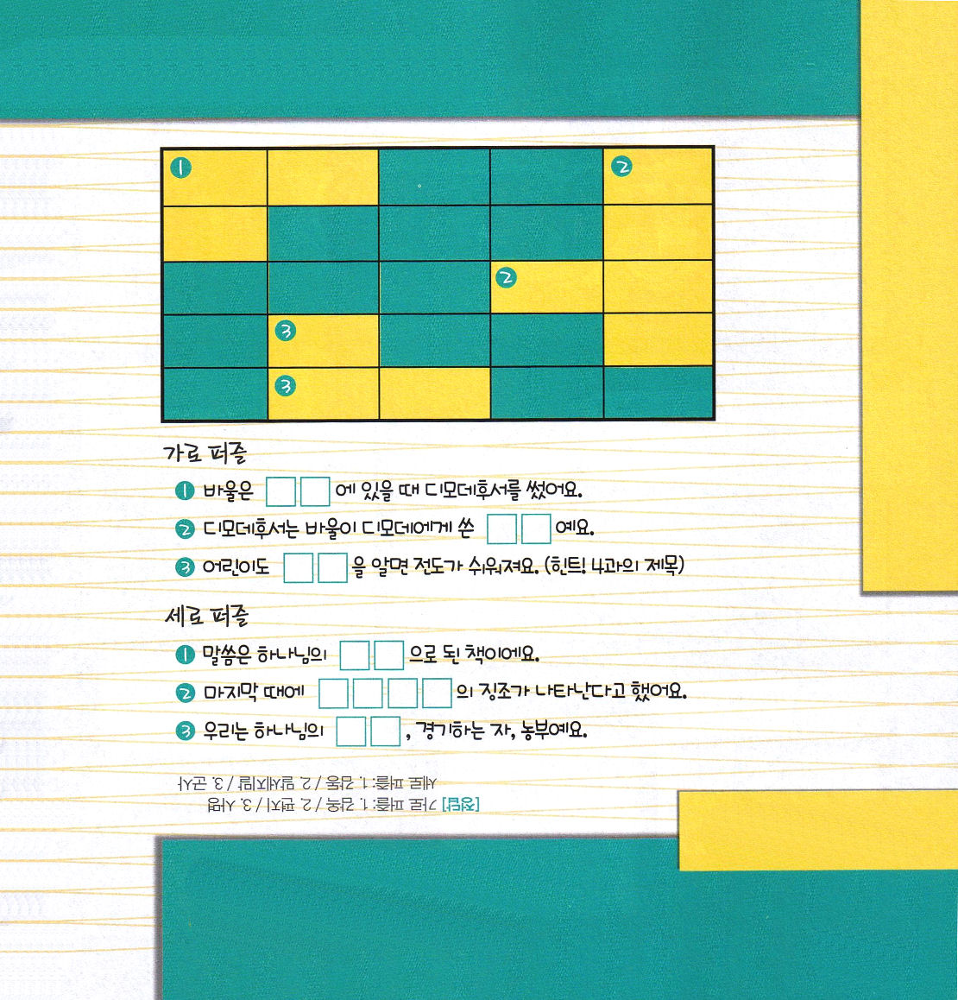 1 2
2
3
3
가로 퍼즐
1 바울은 □□에 있을 때 디모데후서를 썼어요.
2 디모데후서는 바울이 디모데에게 쓴 □□예요.
3 어린이도 □□을 알면 전도가 쉬워져요. (힌트! 4과의 제목)
세로 퍼즐
1 말씀은 하나님의 □□으로 된 책이에요.
2 마지막 때에 □□□□의 징조가 나타난다고 했어요.
3 우리는 하나님의 □□, 경기하는 자, 농부예요.
[정답] 가로 퍼즐: 1. 감옥 / 2. 편지 / 3. 사명
세로 퍼즐: 1. 감동 / 2. 말세지말 / 3. 군사